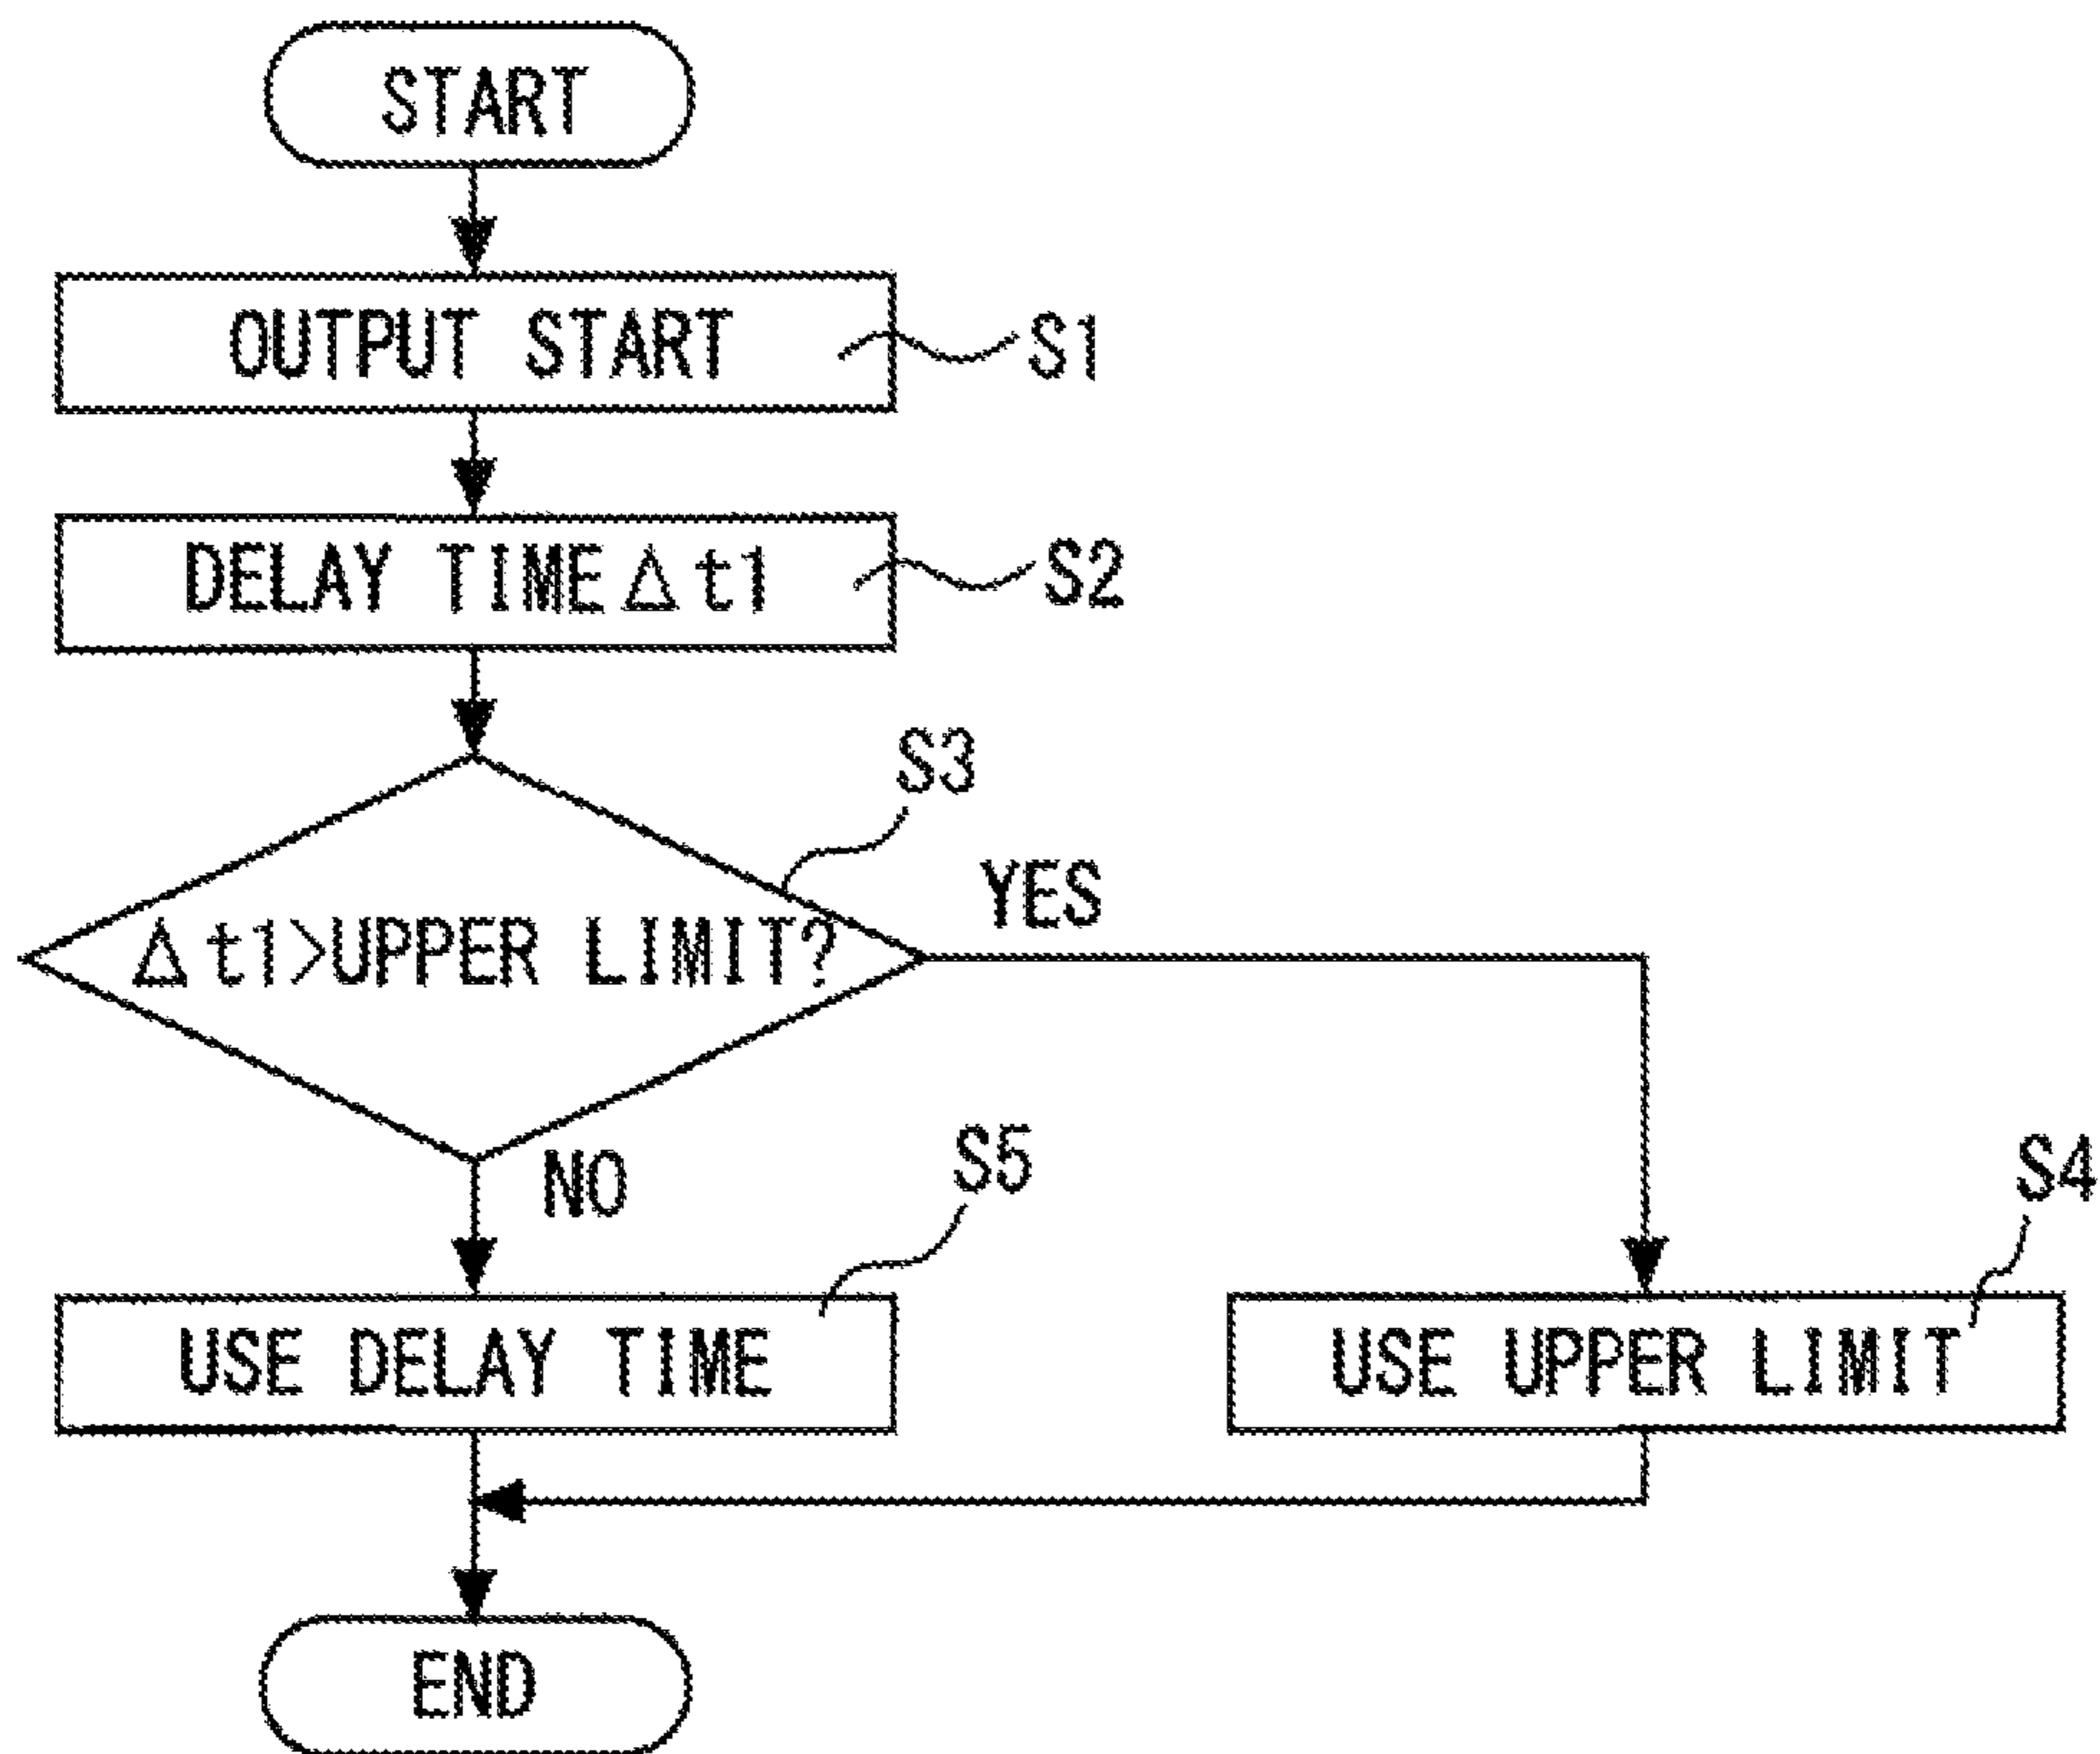 START
OUTPUT START
S1
DELAY TIME Δt1
S2
S3
Δt1>UPPER LIMIT?
YES
NO
S5
S4
USE DELAY TIME
USE UPPER LIMIT
END